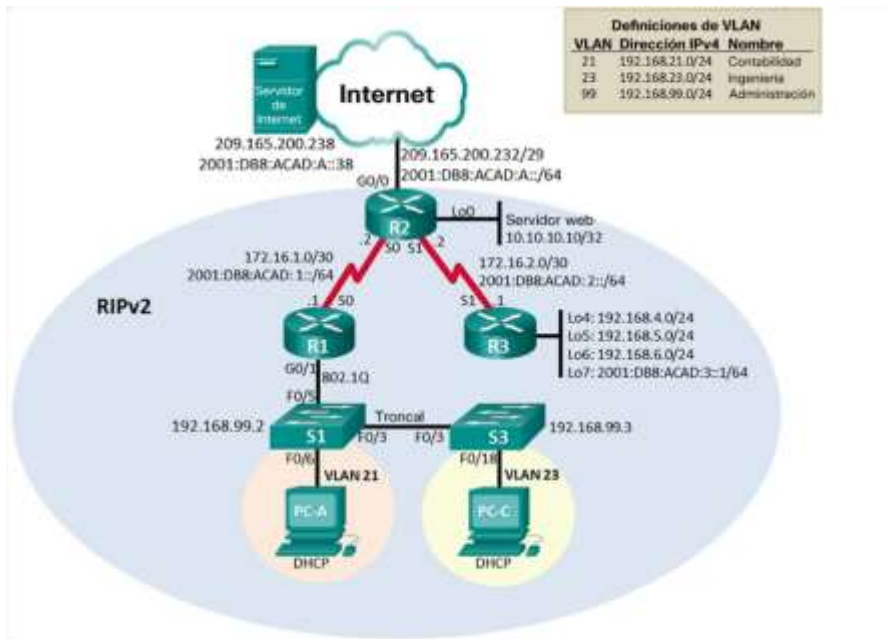 Definiciones de VLAN
VLAN Dirección IPv4 Nombre
21 192.168.21.0/24 Contabilidad
23 192.168.23.0/24 Ingeniería
99 192.168.99.0/24 Administración
Servidor
de
Internet
Internet
209.165.200.238
2001:DB8:ACAD:A::38
209.165.200.232/29
2001:DB8:ACAD:A::/64
G0/0
R2
Lo0
Servidor web
10.10.10.10/32
.2
S0
S1
.2
172.16.1.0/30
2001:DB8:ACAD: 1::/64
172.16.2.0/30
2001:DB8:ACAD: 2::/64
RIPv2
.1
S0
S1
.1
R1
R3
Lo4: 192.168.4.0/24
Lo5: 192.168.5.0/24
Lo6: 192.168.6.0/24
Lo7: 2001:DB8:ACAD:3::1/64
G0/1
802.1Q
F0/5
192.168.99.2
S1
Troncal
F0/3
F0/3
S3
192.168.99.3
F0/6
VLAN 21
F0/18
VLAN 23
PC-A
PC-C
DHCP
DHCP